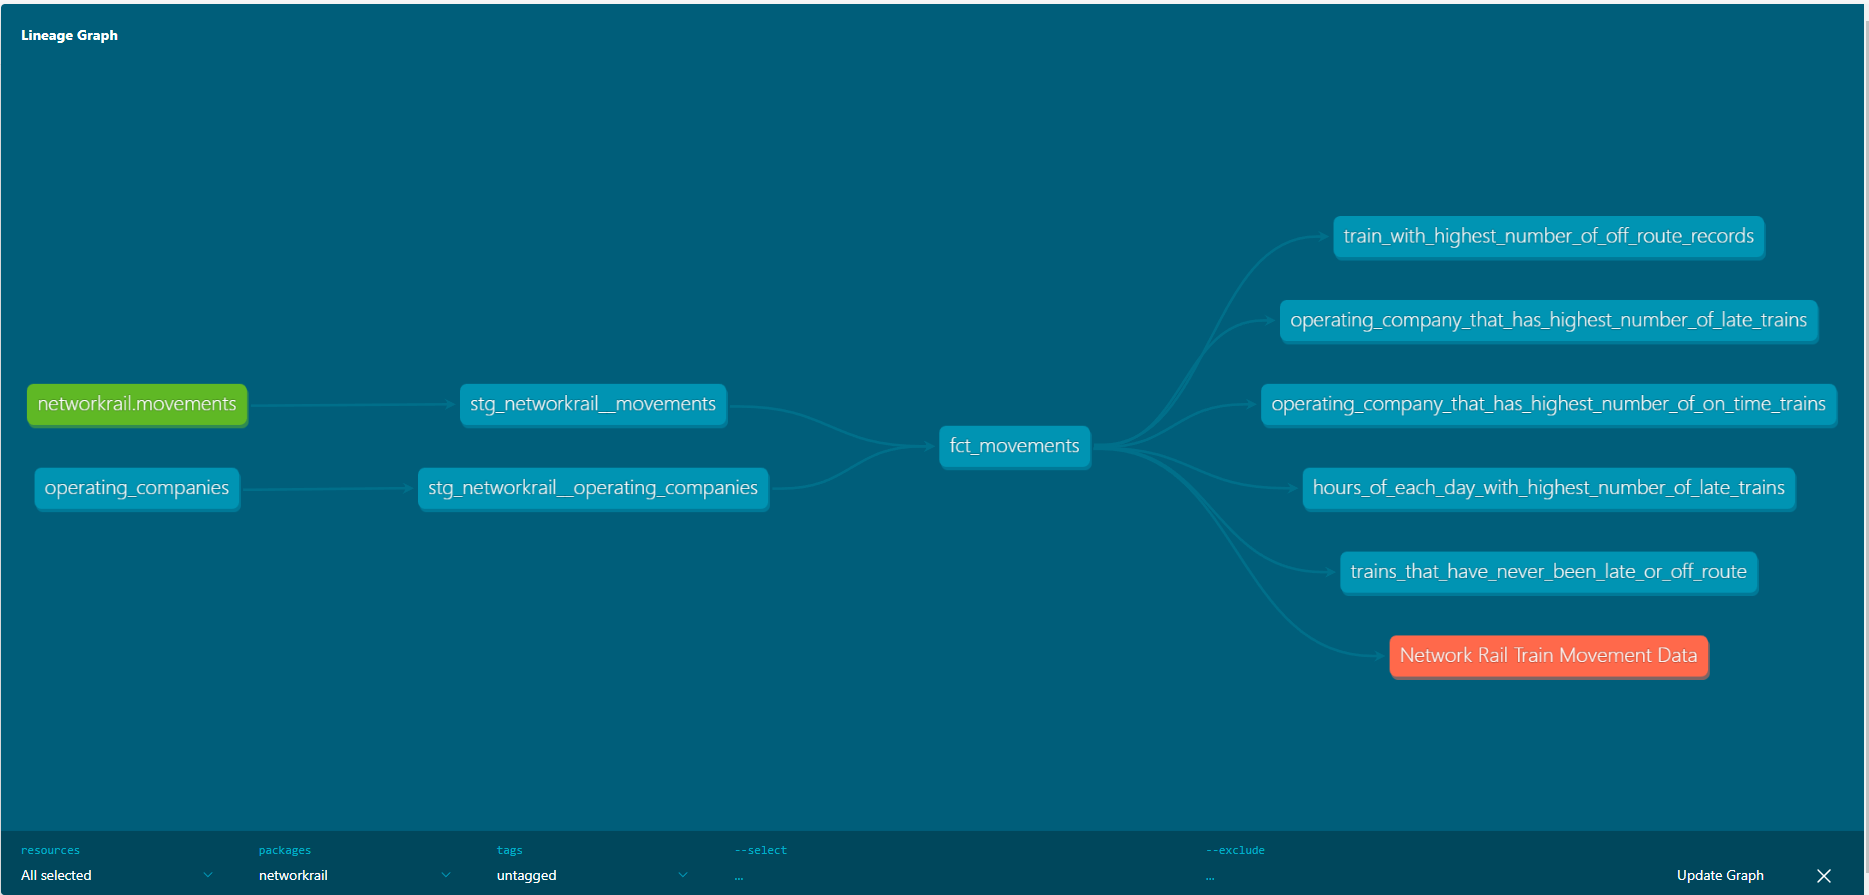 Lineage Graph
train_with_highest_number_of_off_route_records
operating_company_that_has_highest_number_of_late_trains
networkrail.movements
stg_networkrail__movements
operating_company_that_has_highest_number_of_on_time_trains
fct_movements
operating_companies
stg_networkrail__operating_companies
hours_of_each_day_with_highest_number_of_late_trains
trains_that_have_never_been_late_or_off_route
Network Rail Train Movement Data
resources
All selected
packages
networkrail
tags
untagged
--select
...
--exclude
...
Update Graph